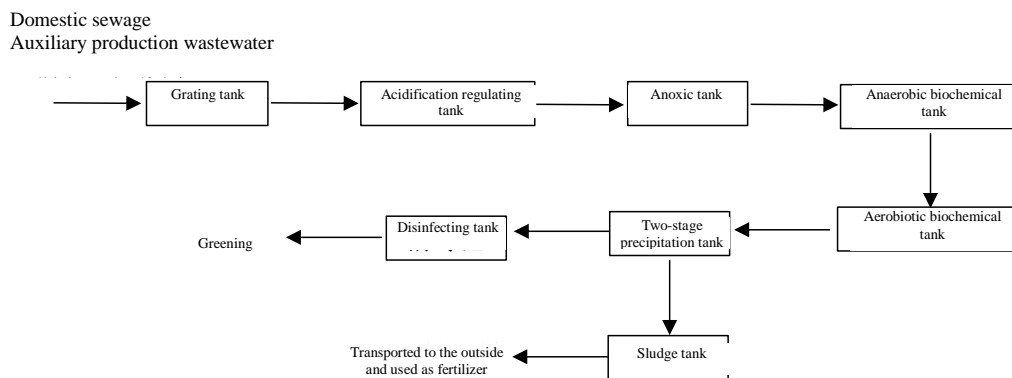 Domestic sewage
Auxiliary production wastewater
Grating tank
Acidification regulating
tank
Anoxic tank
Anaerobic biochemical
tank
Aerobiotic biochemical
tank
Two-stage
precipitation tank
Disinfecting tank
Greening
Sludge tank
Transported to the outside
and used as fertilizer